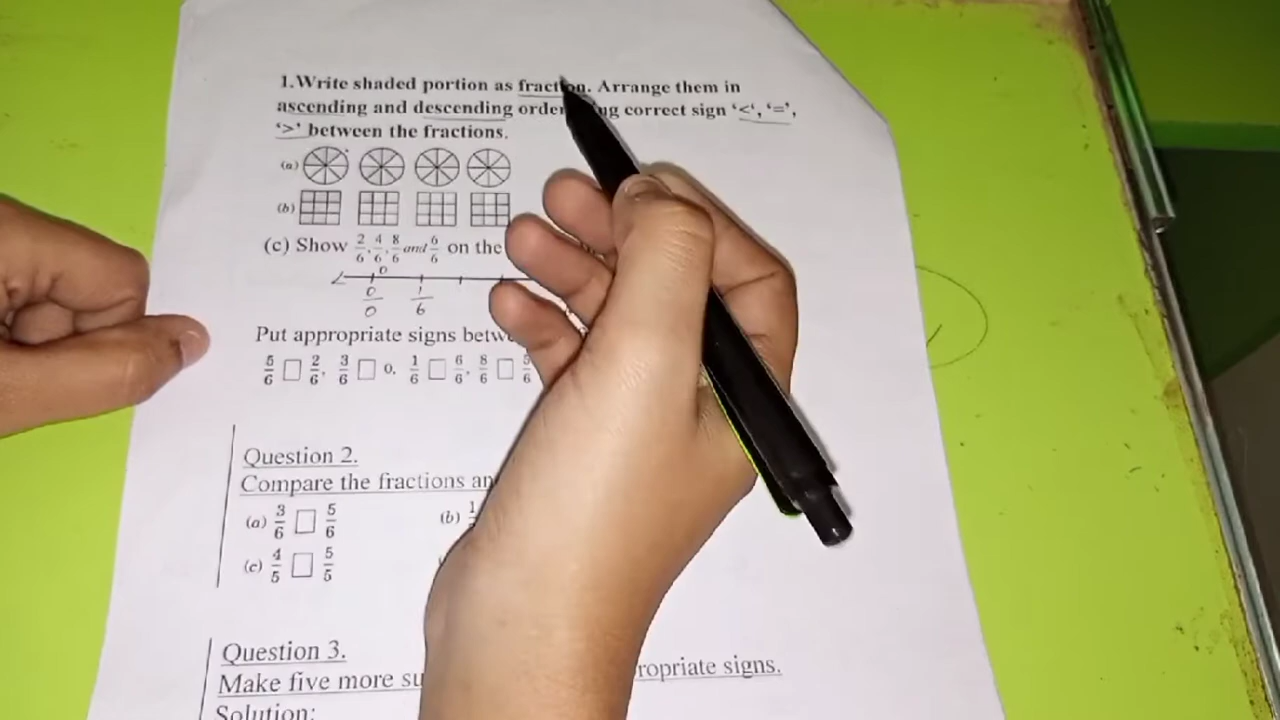 1.Write shaded portion as fraction. Arrange them in
ascending and descending order ng correct sign ‘<‘, ‘=’,
‘>’ between the fractions.
(a)
(b)
(c) Show 2/6, 4/6, 8/6 and 6/6 on the
0
0/0 1/6
Put appropriate signs betw
5/6 □ 2/6, 3/6 □ 0, 1/6 □ 6/6, 8/6 □ 5/6
Question 2.
Compare the fractions an
(a) 3/6 □ 5/6 (b)
(c) 4/5 □ 5/5
Question 3.
Make five more su ropriate signs.
Solution: